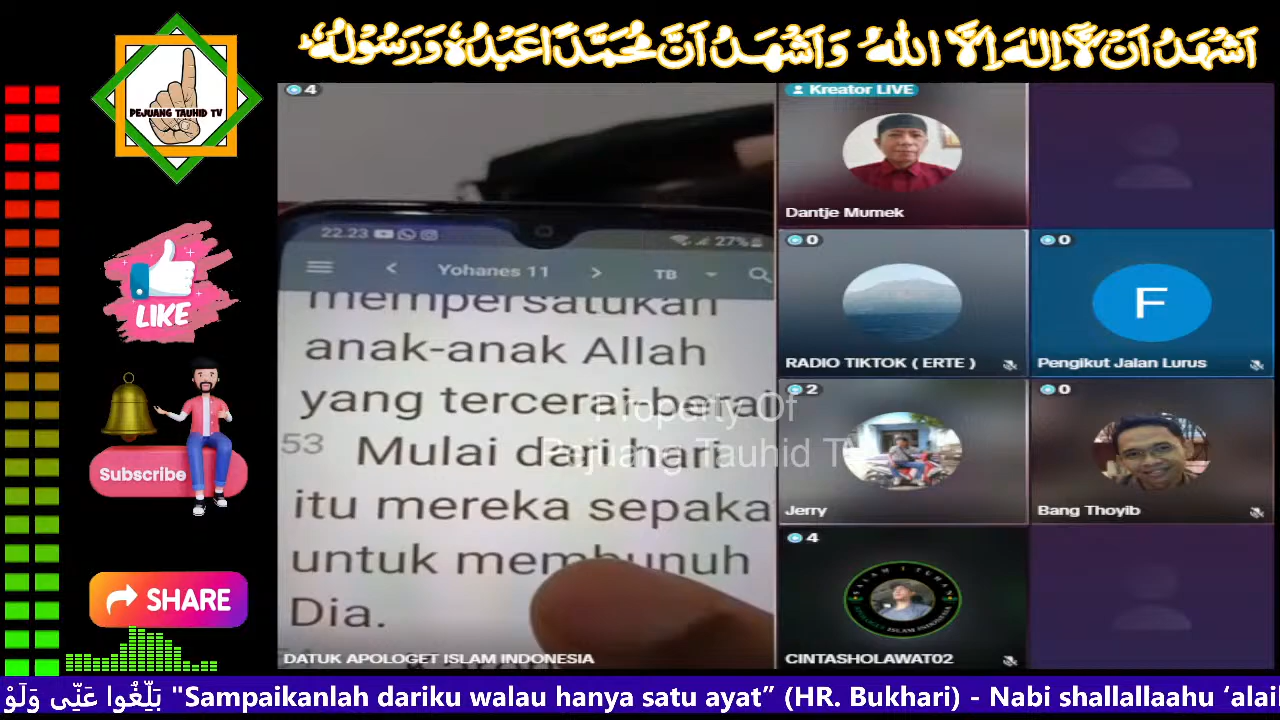 اَشْهَدُ اَنْ لَّا اِلٰهَ اِلَّا اللهُ وَاَشْهَدُ اَنَّ مُحَمَّدًا عَبْدُهٗ وَرَسُوْلُهٗ
PEJUANG TAUHID TV
LIKE
Subscribe
SHARE
4
22.23
27%
Yohanes 11
TB
mempersatukan
anak-anak Allah
yang tercerai-berai
53 Mulai dari hari
itu mereka sepaka
untuk membunuh
Dia.
DATUK APOLOGET ISLAM INDONESIA
Property Of
Pejuang Tauhid TV
Kreator LIVE
Dantje Mumek
0
RADIO TIKTOK ( ERTE )
0
F
Pengikut Jalan Lurus
2
Jerry
0
Bang Thoyib
4
CINTASHOLAWAT02
بَلِّغُوا عَنِّى وَلَوْ "Sampaikanlah dariku walau hanya satu ayat” (HR. Bukhari) - Nabi shallallaahu ‘alai